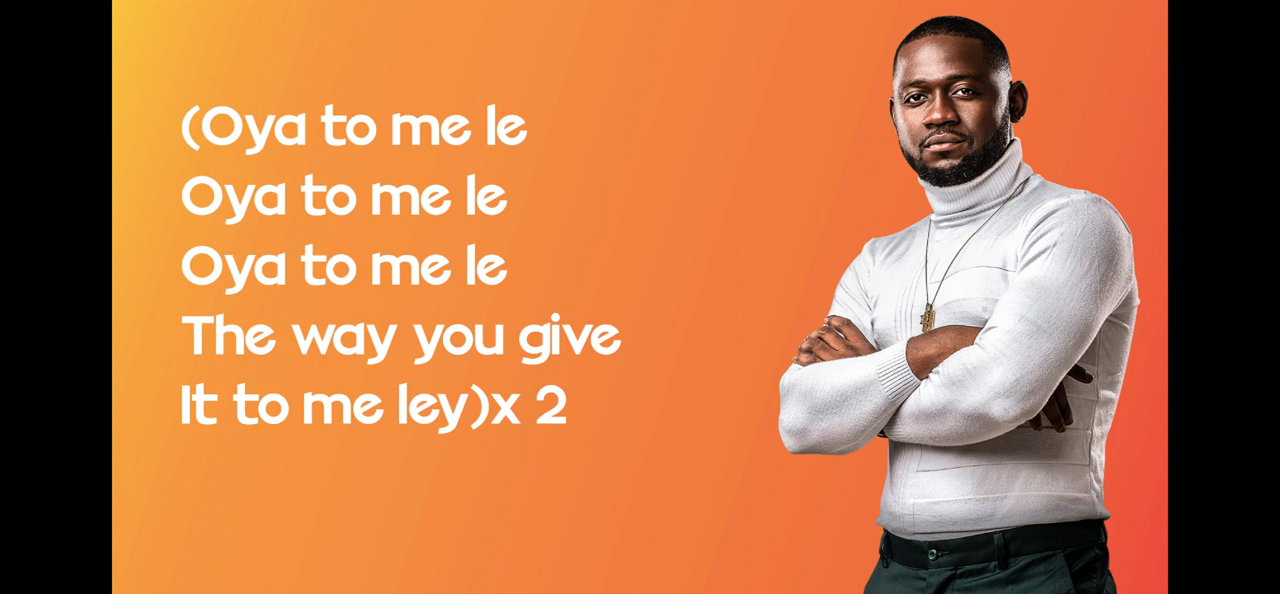 (Oya to me le
Oya to me le
Oya to me le
The way you give
It to me ley)x 2